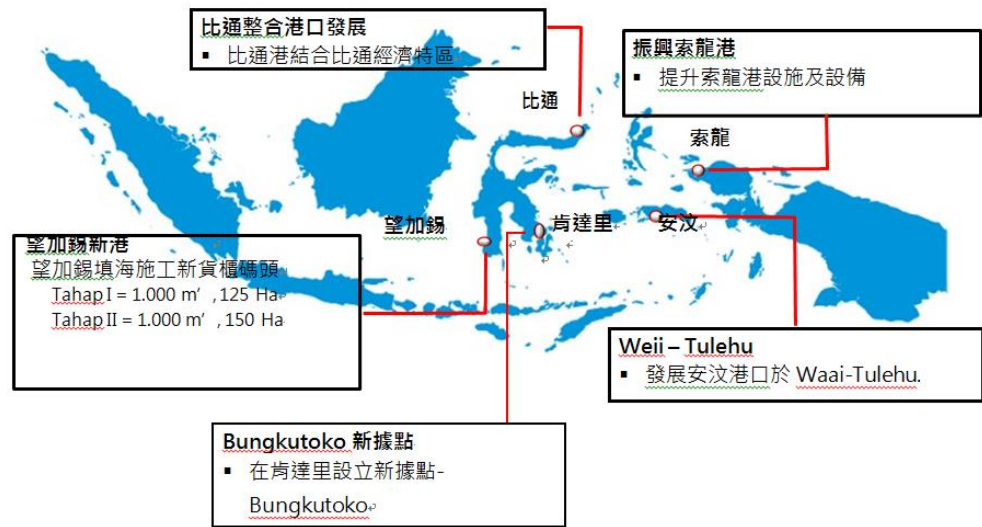 比通整合港口發展
▪ 比通港結合比通經濟特區
振興索龍港
▪ 提升索龍港設施及設備
比通
索龍
望加錫
肯達里
安汶
望加錫新港
望加錫填海施工新貨櫃碼頭
Tahap I = 1.000 m’ , 125 Ha
Tahap II = 1.000 m’ , 150 Ha
Weii – Tulehu
▪ 發展安汶港口於 Waai-Tulehu.
Bungkutoko 新據點
▪ 在肯達里設立新據點-
Bungkutoko